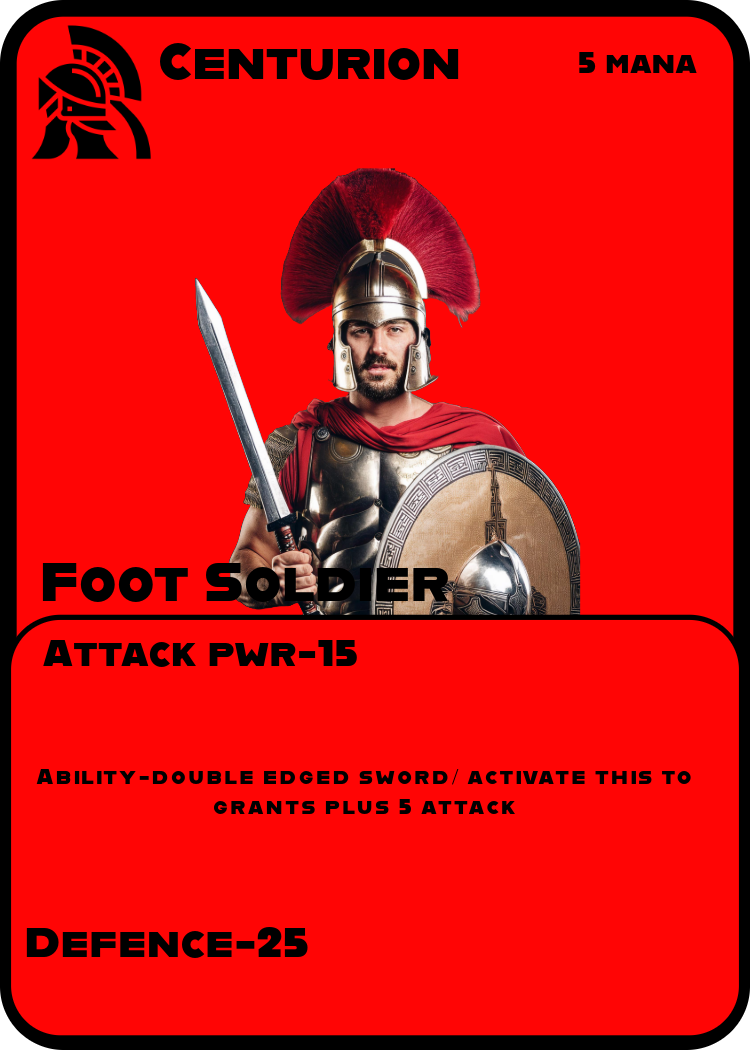 Centurion
5 mana
Foot Soldier
Attack pwr-15
Ability-double edged sword/ activate this to
grants plus 5 attack
Defence-25